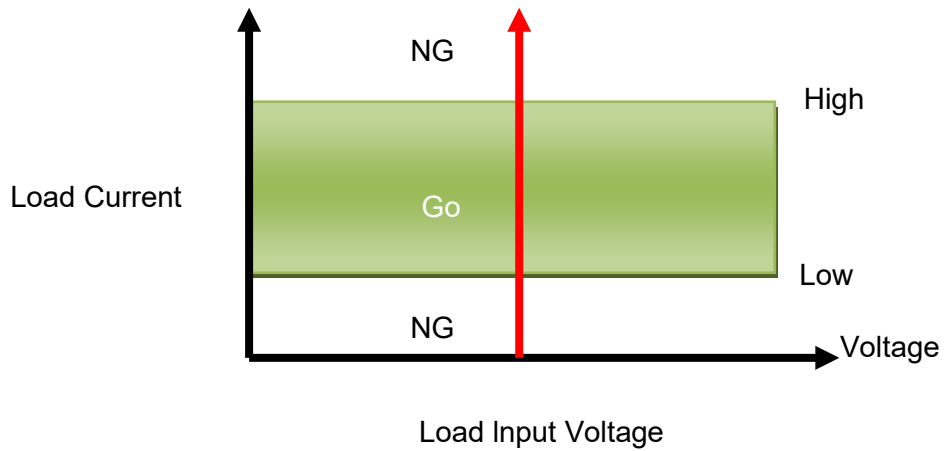 NG
High
Load Current
Go
Low
NG
Voltage
Load Input Voltage